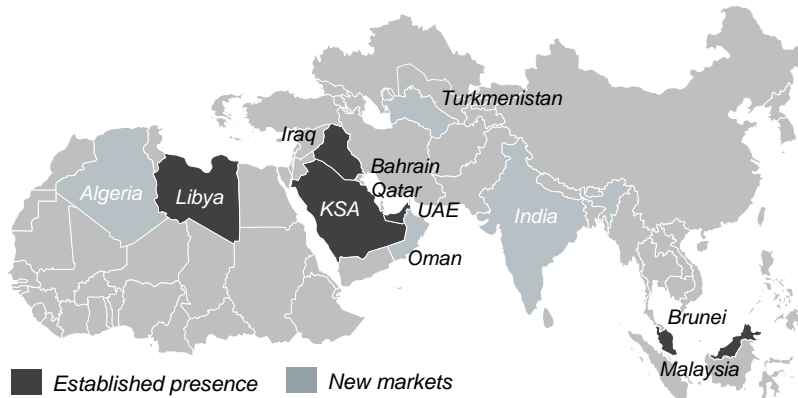 Turkmenistan
Iraq
Bahrain
Algeria
Libya
Qatar
KSA
UAE
India
Oman
Brunei
Malaysia
Established presence
New markets